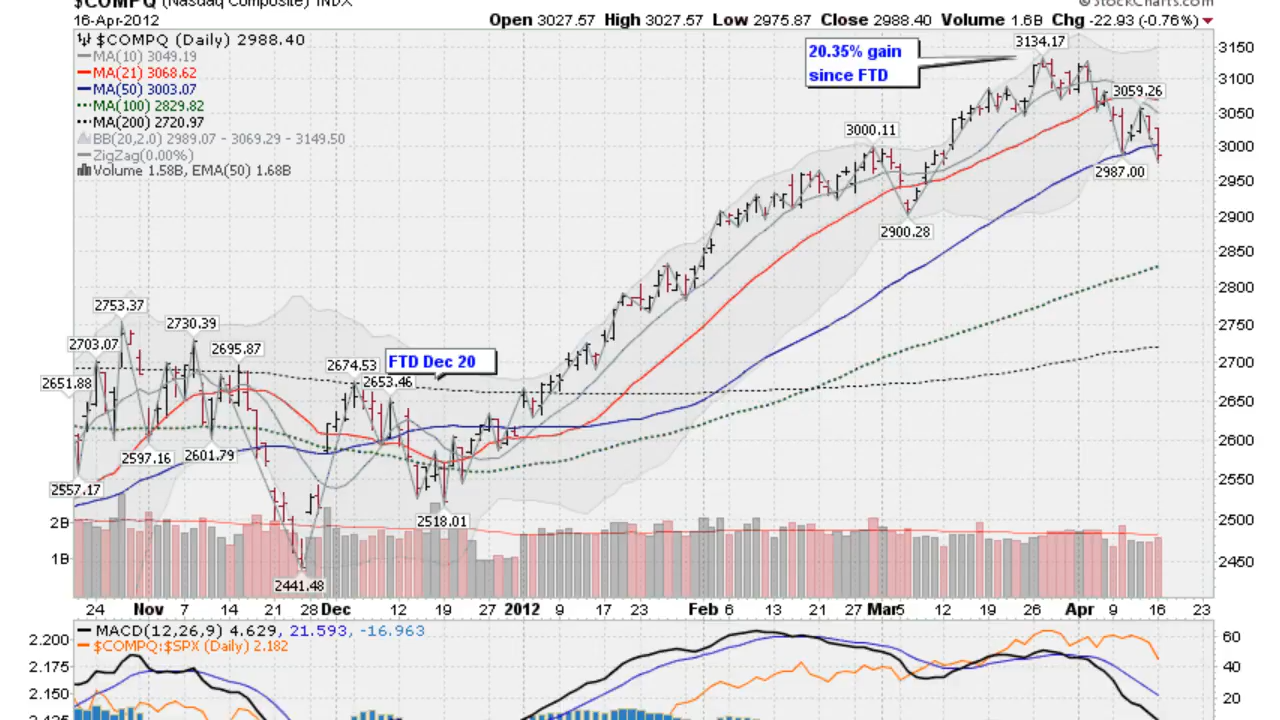 $COMPQ (Nasdaq Composite) INDX
© StockCharts.com
16-Apr-2012
Open 3027.57 High 3027.57 Low 2975.87 Close 2988.40 Volume 1.6B Chg -22.93 (-0.76%)
$COMPQ (Daily) 2988.40
MA(10) 3049.19
MA(21) 3068.62
MA(50) 3003.07
MA(100) 2829.82
MA(200) 2720.97
BB(20,2.0) 2989.07 - 3069.29 - 3149.50
ZigZag(0.00%)
Volume 1.58B, EMA(50) 1.68B
20.35% gain
since FTD
3134.17
3059.26
3000.11
2987.00
2900.28
2753.37
2730.39
2703.07
2695.87
2674.53
FTD Dec 20
2651.88
2653.46
2597.16
2601.79
2557.17
2518.01
2441.48
3150
3100
3050
3000
2950
2900
2850
2800
2750
2700
2650
2600
2550
2500
2450
2B
1B
24 Nov 7 14 21 28 Dec 12 19 27 2012 9 17 23 Feb 6 13 21 27 Mar 5 12 19 26 Apr 9 16 23
MACD(12,26,9) 4.629, 21.593, -16.963
$COMPQ:$SPX (Daily) 2.182
2.200
2.175
2.150
2.125
60
40
20